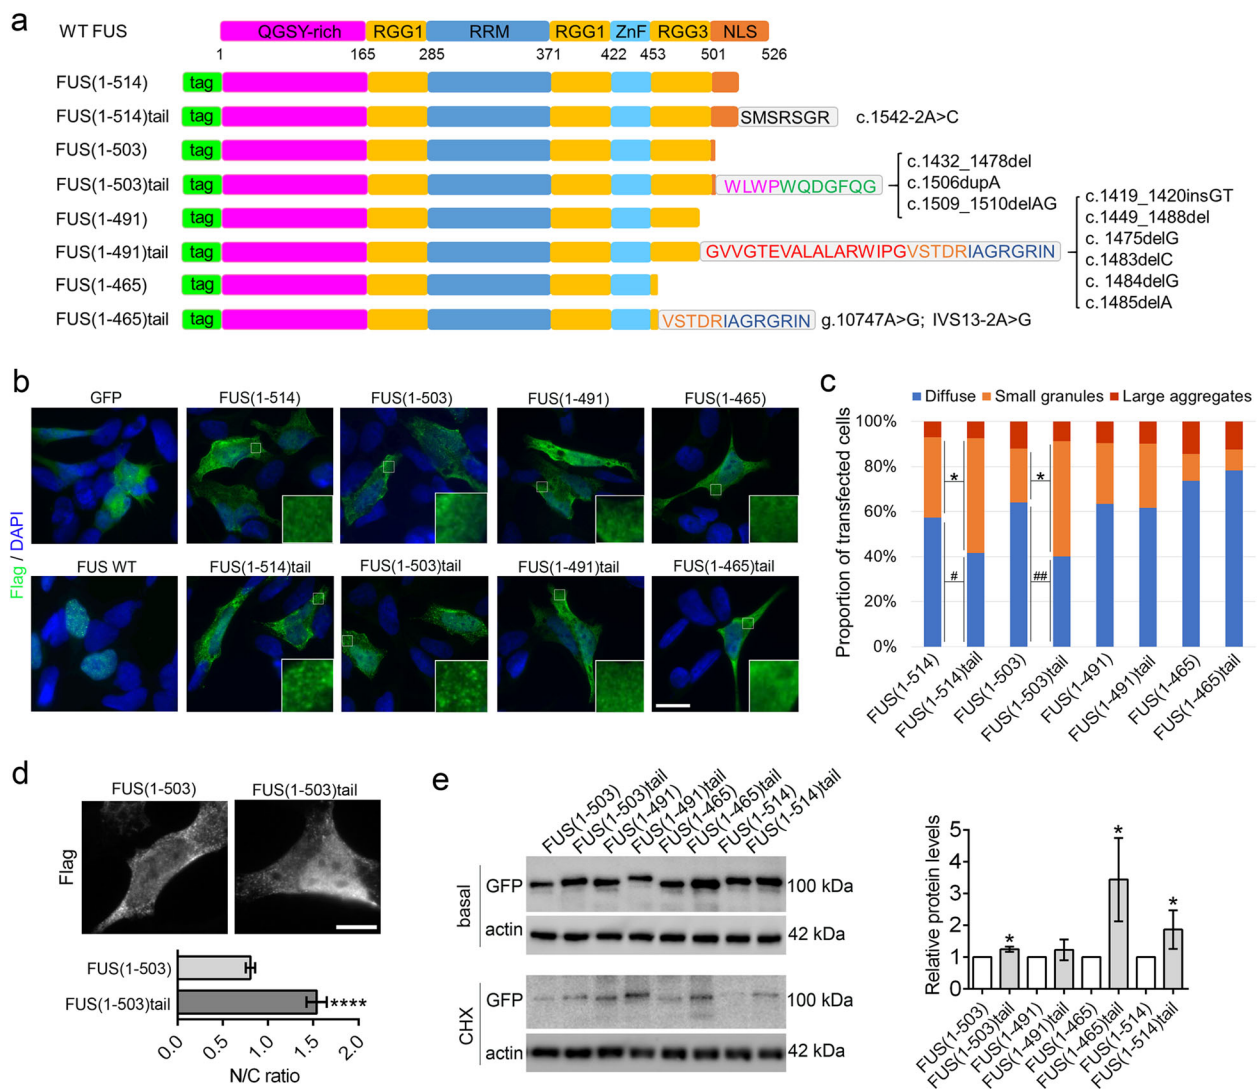 a
WT FUS
QGSY-rich RGG1 RRM RGG1 ZnF RGG3 NLS
1 165 285 371 422 453 501 526
FUS(1-514) tag
FUS(1-514)tail tag SMSRSGR c.1542-2A>C
FUS(1-503) tag
FUS(1-503)tail tag WLWPWQDGFQG
c.1432_1478del
c.1506dupA
c.1509_1510delAG
FUS(1-491) tag
FUS(1-491)tail tag GVVGTEVALALARWIPGVSTDRIAGRGRIN
c.1419_1420insGT
c.1449_1488del
c. 1475delG
c.1483delC
c. 1484delG
c.1485delA
FUS(1-465) tag
FUS(1-465)tail tag VSTDRIAGRGRIN g.10747A>G; IVS13-2A>G
b
Flag / DAPI
GFP FUS(1-514) FUS(1-503) FUS(1-491) FUS(1-465)
FUS WT FUS(1-514)tail FUS(1-503)tail FUS(1-491)tail FUS(1-465)tail
c
Diffuse Small granules Large aggregates
Proportion of transfected cells
100%
80%
60%
40%
20%
0%
* *
# ##
FUS(1-514)
FUS(1-514)tail
FUS(1-503)
FUS(1-503)tail
FUS(1-491)
FUS(1-491)tail
FUS(1-465)
FUS(1-465)tail
d
FUS(1-503) FUS(1-503)tail
Flag
FUS(1-503)
FUS(1-503)tail ****
0.0 0.5 1.0 1.5 2.0
N/C ratio
e
FUS(1-503)
FUS(1-503)tail
FUS(1-491)
FUS(1-491)tail
FUS(1-465)
FUS(1-465)tail
FUS(1-514)
FUS(1-514)tail
basal
GFP 100 kDa
actin 42 kDa
CHX
GFP 100 kDa
actin 42 kDa
Relative protein levels
5
4
3
2
1
0
* * *
FUS(1-503)
FUS(1-503)tail
FUS(1-491)
FUS(1-491)tail
FUS(1-465)
FUS(1-465)tail
FUS(1-514)
FUS(1-514)tail